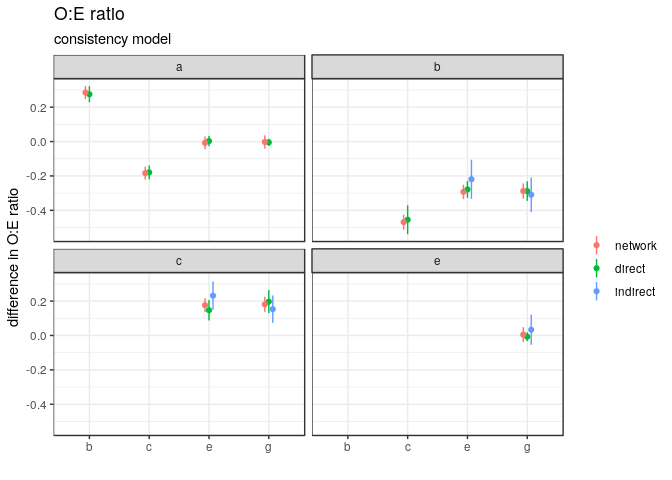 O:E ratio
consistency model
a
b
0.2
0.0
-0.2
-0.4
difference in O:E ratio
c
e
0.2
0.0
-0.2
-0.4
b
c
e
g
b
c
e
g
network
direct
indirect